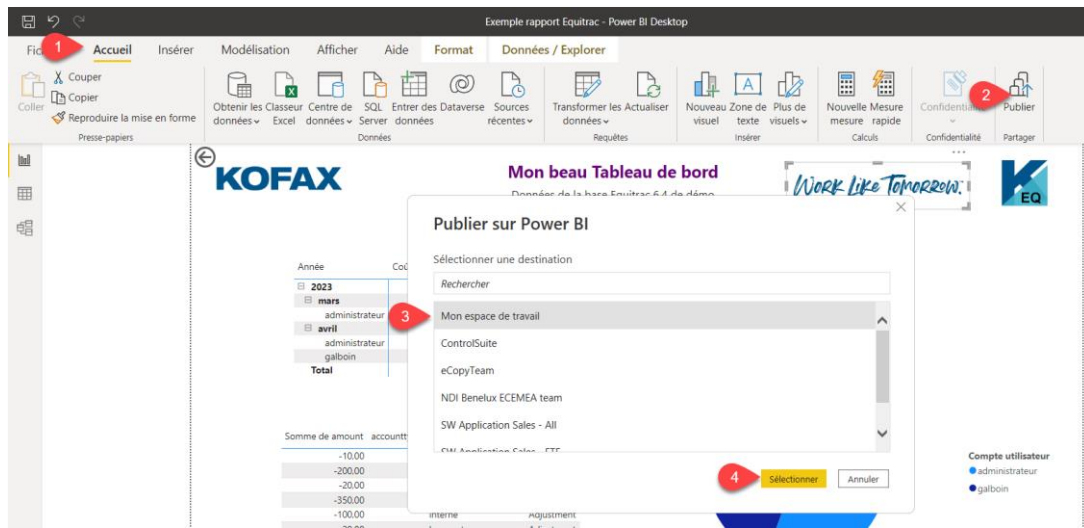 Exemple rapport Equitrac - Power BI Desktop
Fic 1 Accueil Insérer Modélisation Afficher Aide Format Données / Explorer
Coller
Couper
Copier
Reproduire la mise en forme
Presse-papiers
Obtenir les données
Classeur Excel
Centre de données
SQL Server
Entrer des données
Dataverse
Sources récentes
Données
Transformer les données
Actualiser
Requêtes
Nouveau visuel
Zone de texte
Plus de visuels
Insérer
Nouvelle mesure
Mesure rapide
Calculs
Confidentialité
2
Publier
Partager
KOFAX
Mon beau Tableau de bord
Données de la base Equitrac 6.4 de démo
Work Like Tomorrow.
K
EQ
Publier sur Power BI
Sélectionner une destination
Rechercher
3 Mon espace de travail
ControlSuite
eCopyTeam
NDI Benelux ECEMEA team
SW Application Sales - All
SW Application Sales - ETE
4 Sélectionner Annuler
Année Coû
2023
mars
administrateur
avril
administrateur
galboin
Total
Somme de amount accountt
-10,00
-200,00
-20,00
-350,00
-100,00 Interne Adjustment
Compte utilisateur
administrateur
galboin